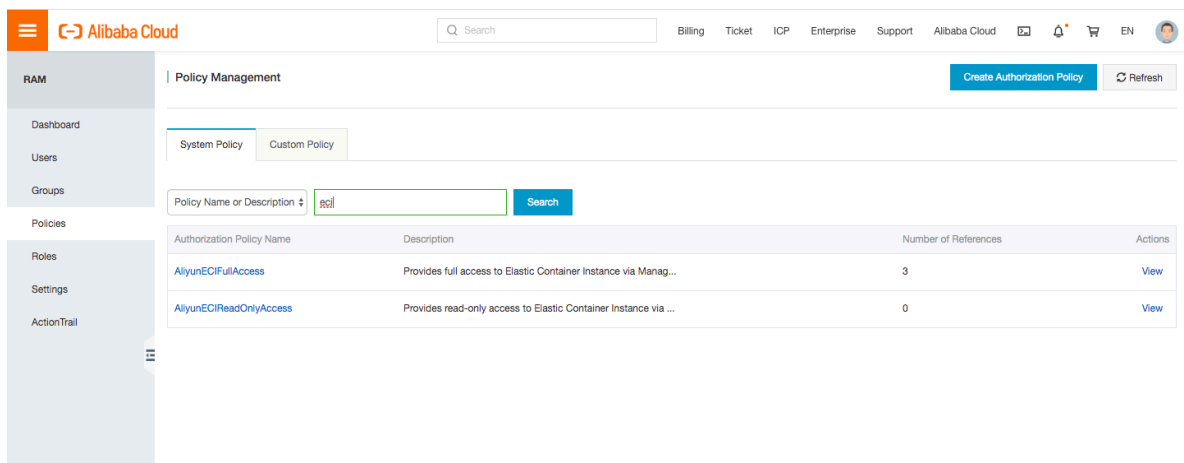 Alibaba Cloud
Search
Billing Ticket ICP Enterprise Support Alibaba Cloud EN
RAM
Policy Management
Create Authorization Policy
Refresh
Dashboard
Users
Groups
Policies
Roles
Settings
ActionTrail
System Policy Custom Policy
Policy Name or Description eci Search
Authorization Policy Name Description Number of References Actions
AliyunECIFullAccess Provides full access to Elastic Container Instance via Manag... 3 View
AliyunECIReadOnlyAccess Provides read-only access to Elastic Container Instance via ... 0 View